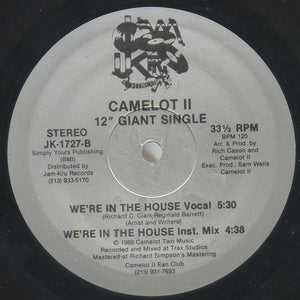 JAM
KRU
RECORDS
CAMELOT II
12" GIANT SINGLE
STEREO
JK-1727-B
Simply Yours Publishing
(BMI)
Distributed by
Jam-Kru Records
(213) 933-5170
33⅓ RPM
BPM 120
Arr. & Prod. by
Rich Cason and
Camelot II
Exec. Prod.: Sam Wells
Camelot II
WE'RE IN THE HOUSE Vocal 5:30
(Richard C. Clark-Reginald Barrett)
(Artist and Writers)
WE'RE IN THE HOUSE Inst. Mix 4:38
© 1988 Camelot Two Music
Recorded and Mixed at Trax Studios
Mastered at Richard Simpson's Mastering
Camelot II Fan Club
(213) 931-7693